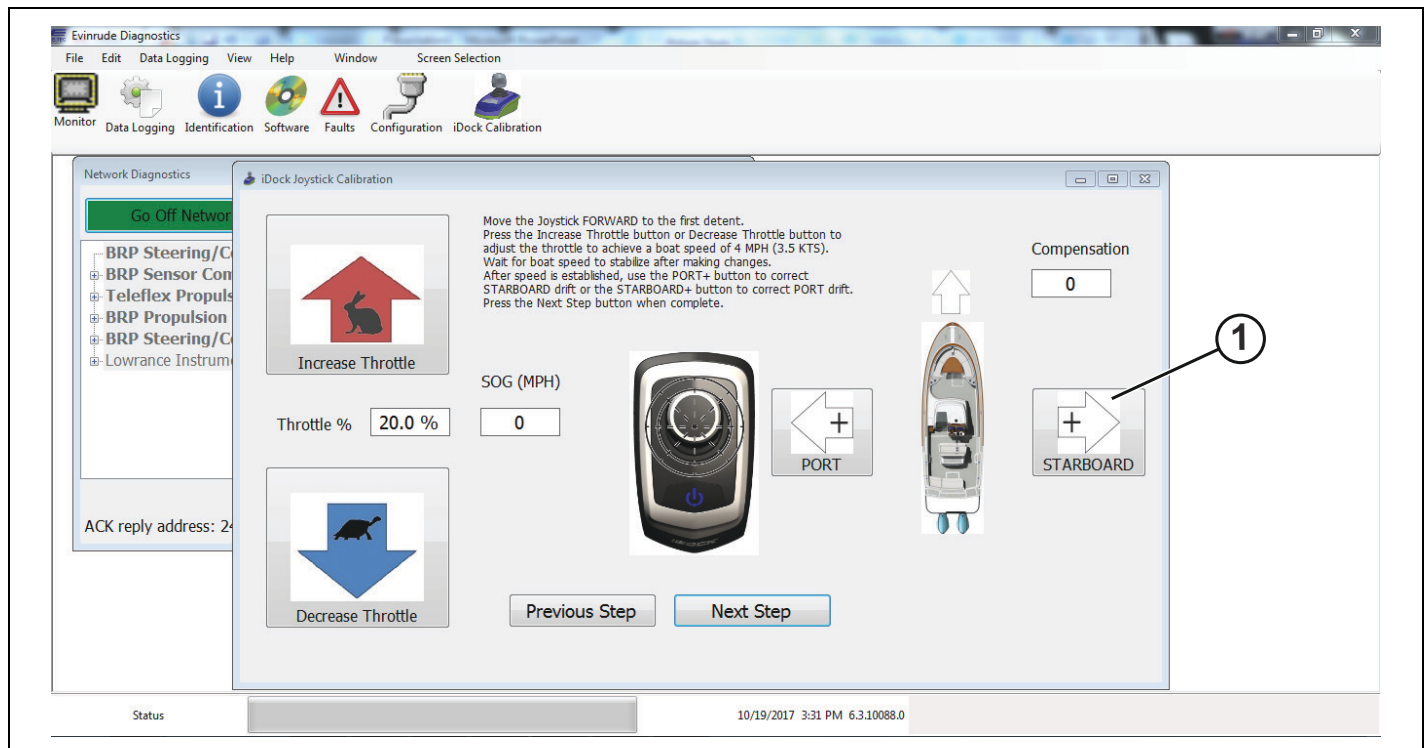 Evinrude Diagnostics
File Edit Data Logging View Help Window Screen Selection
Monitor Data Logging Identification Software Faults Configuration iDock Calibration
Network Diagnostics
Go Off Networ
BRP Steering/C
BRP Sensor Con
Teleflex Propuls
BRP Propulsion
BRP Steering/C
Lowrance Instrum
ACK reply address: 24
iDock Joystick Calibration
Increase Throttle
Throttle % 20.0 %
Decrease Throttle
Move the Joystick FORWARD to the first detent.
Press the Increase Throttle button or Decrease Throttle button to
adjust the throttle to achieve a boat speed of 4 MPH (3.5 KTS).
Wait for boat speed to stabilize after making changes.
After speed is established, use the PORT+ button to correct
STARBOARD drift or the STARBOARD+ button to correct PORT drift.
Press the Next Step button when complete.
SOG (MPH)
0
+
PORT
Compensation
0
+
STARBOARD
1
Previous Step Next Step
Status 10/19/2017 3:31 PM 6.3.10088.0